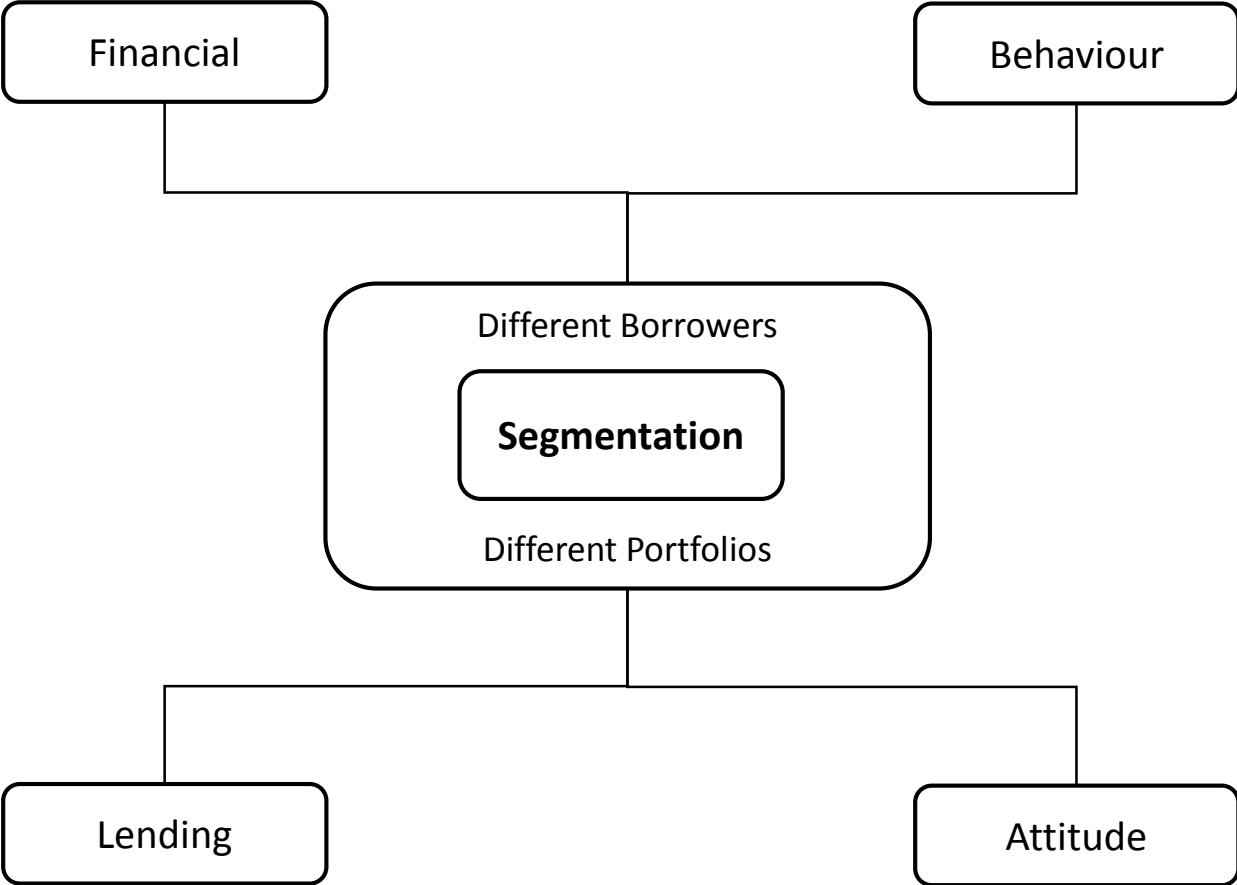 Financial
Behaviour
Different Borrowers
Segmentation
Different Portfolios
Lending
Attitude